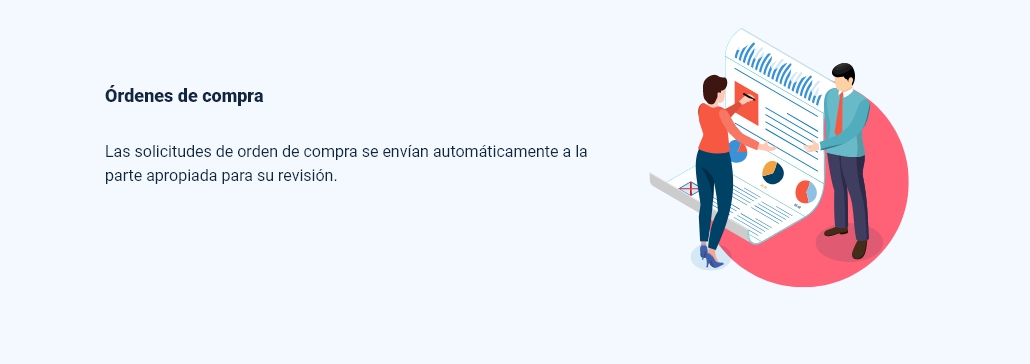 Órdenes de compra
Las solicitudes de orden de compra se envían automáticamente a la
parte apropiada para su revisión.